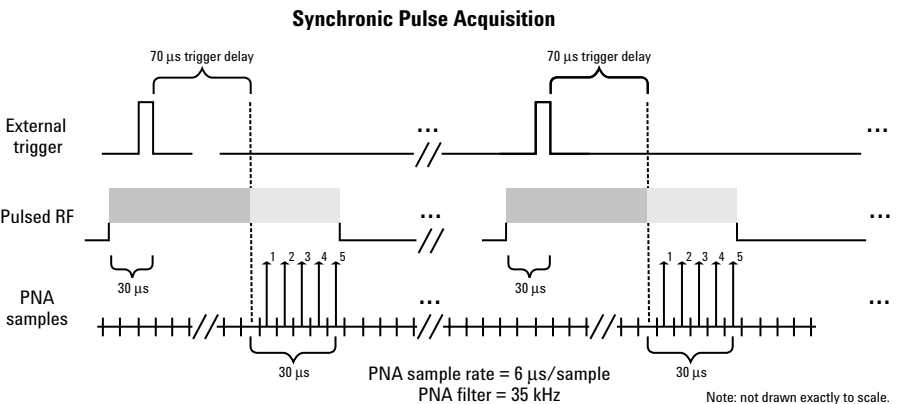 Synchronic Pulse Acquisition
70 μs trigger delay
70 μs trigger delay
External
trigger
...
...
Pulsed RF
...
...
30 μs
1 2 3 4 5
30 μs
1 2 3 4 5
PNA
samples
...
...
30 μs
30 μs
PNA sample rate = 6 μs/sample
PNA filter = 35 kHz
Note: not drawn exactly to scale.